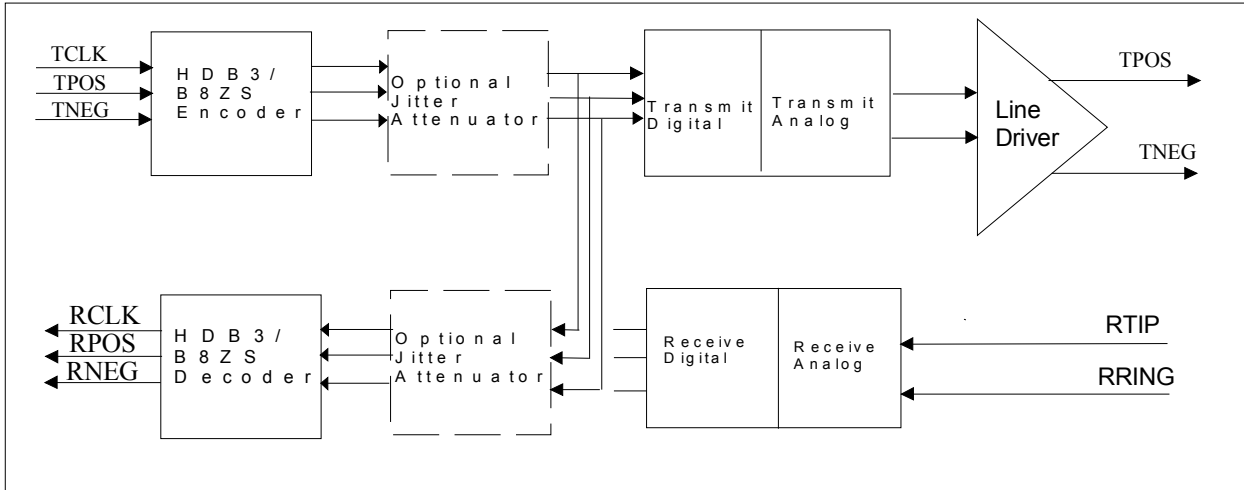 TCLK
TPOS
TNEG
HDB3/
B8ZS
Encoder
Optional
Jitter
Attenuator
Transmit
Digital
Transmit
Analog
Line
Driver
TPOS
TNEG
RCLK
RPOS
RNEG
HDB3/
B8ZS
Decoder
Optional
Jitter
Attenuator
Receive
Digital
Receive
Analog
RTIP
RRING